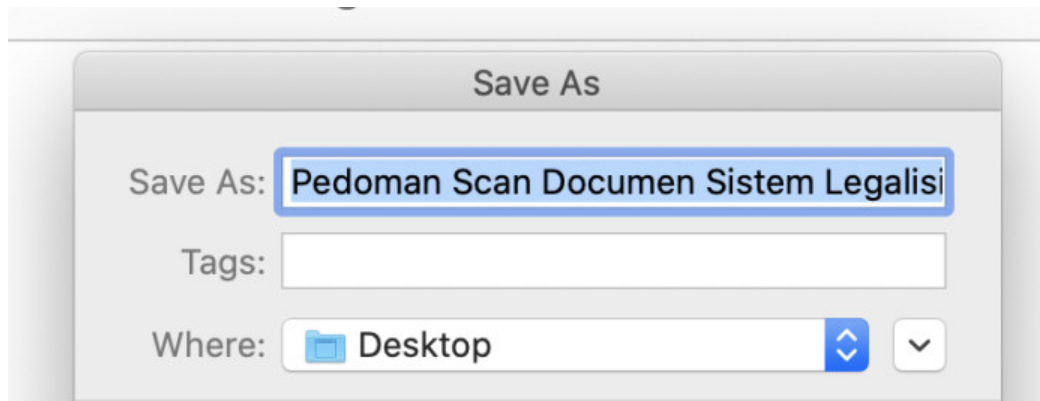 Save As
Save As: Pedoman Scan Documen Sistem Legalisi
Tags:
Where: Desktop